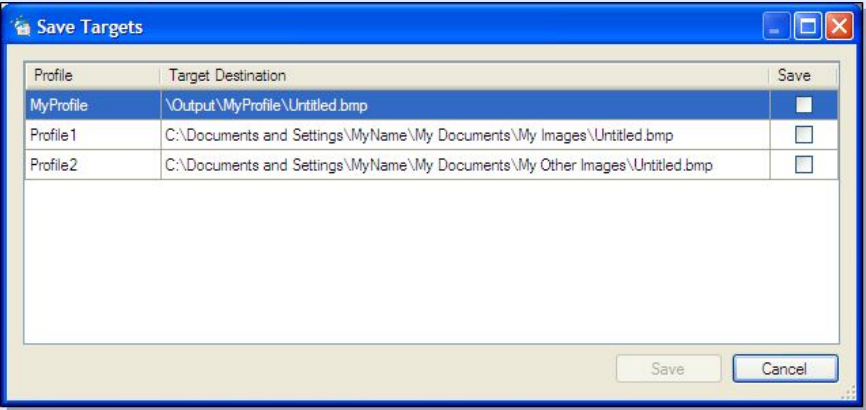 Save Targets
Profile Target Destination Save
MyProfile \Output\MyProfile\Untitled.bmp
Profile1 C:\Documents and Settings\MyName\My Documents\My Images\Untitled.bmp
Profile2 C:\Documents and Settings\MyName\My Documents\My Other Images\Untitled.bmp
Save Cancel